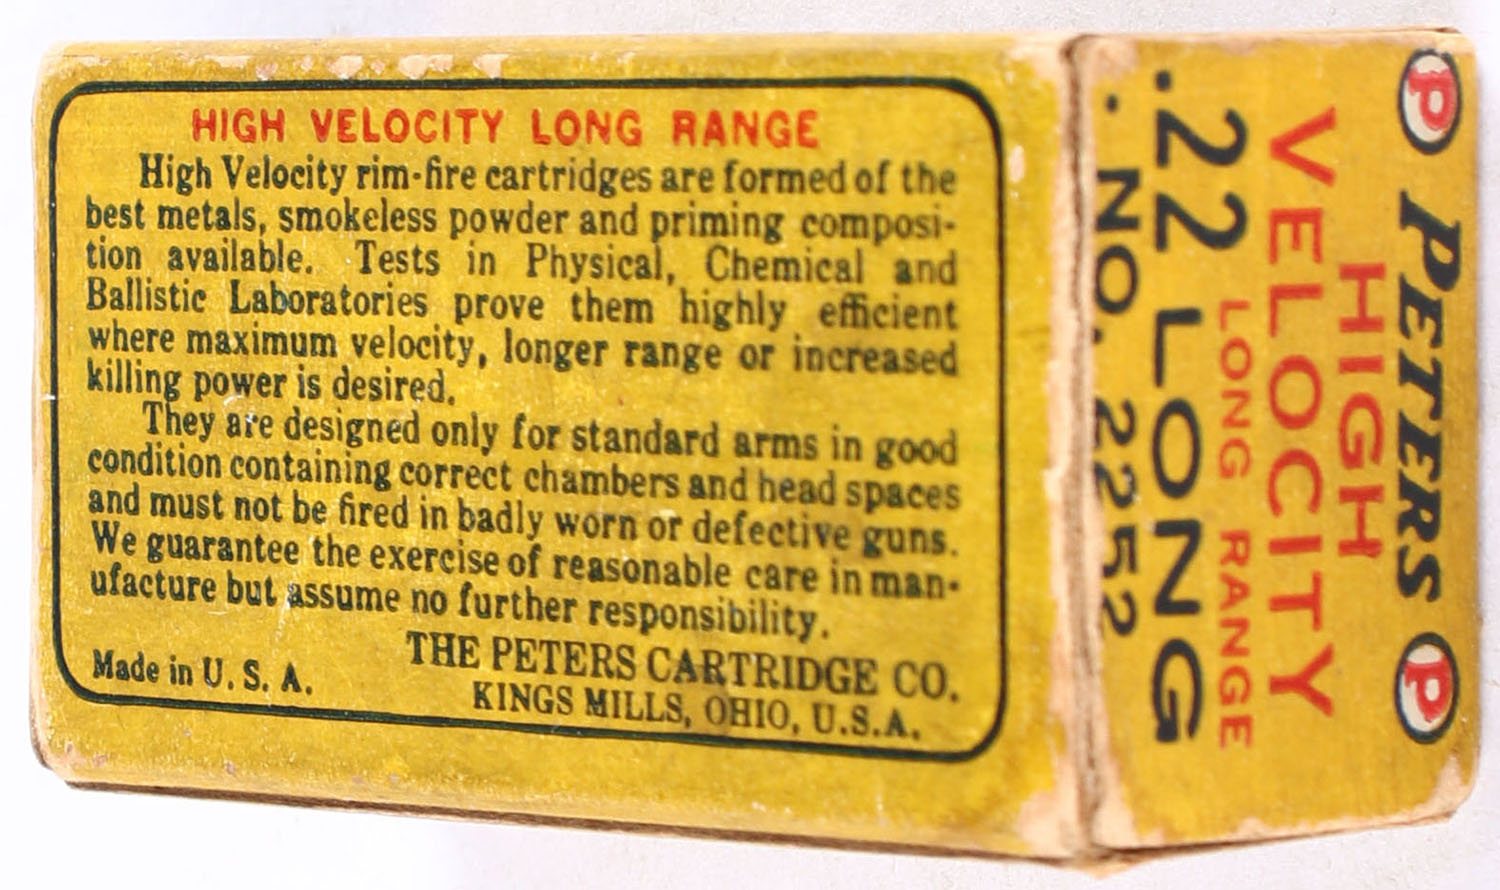 HIGH VELOCITY LONG RANGE
High Velocity rim-fire cartridges are formed of the
best metals, smokeless powder and priming composi-
tion available. Tests in Physical, Chemical and
Ballistic Laboratories prove them highly efficient
where maximum velocity, longer range or increased
killing power is desired.
They are designed only for standard arms in good
condition containing correct chambers and head spaces
and must not be fired in badly worn or defective guns.
We guarantee the exercise of reasonable care in man-
ufacture but assume no further responsibility.
THE PETERS CARTRIDGE CO.
Made in U. S. A.
KINGS MILLS, OHIO, U.S.A.
P PETERS P
HIGH
VELOCITY
LONG RANGE
.22 LONG
. NO. 2252